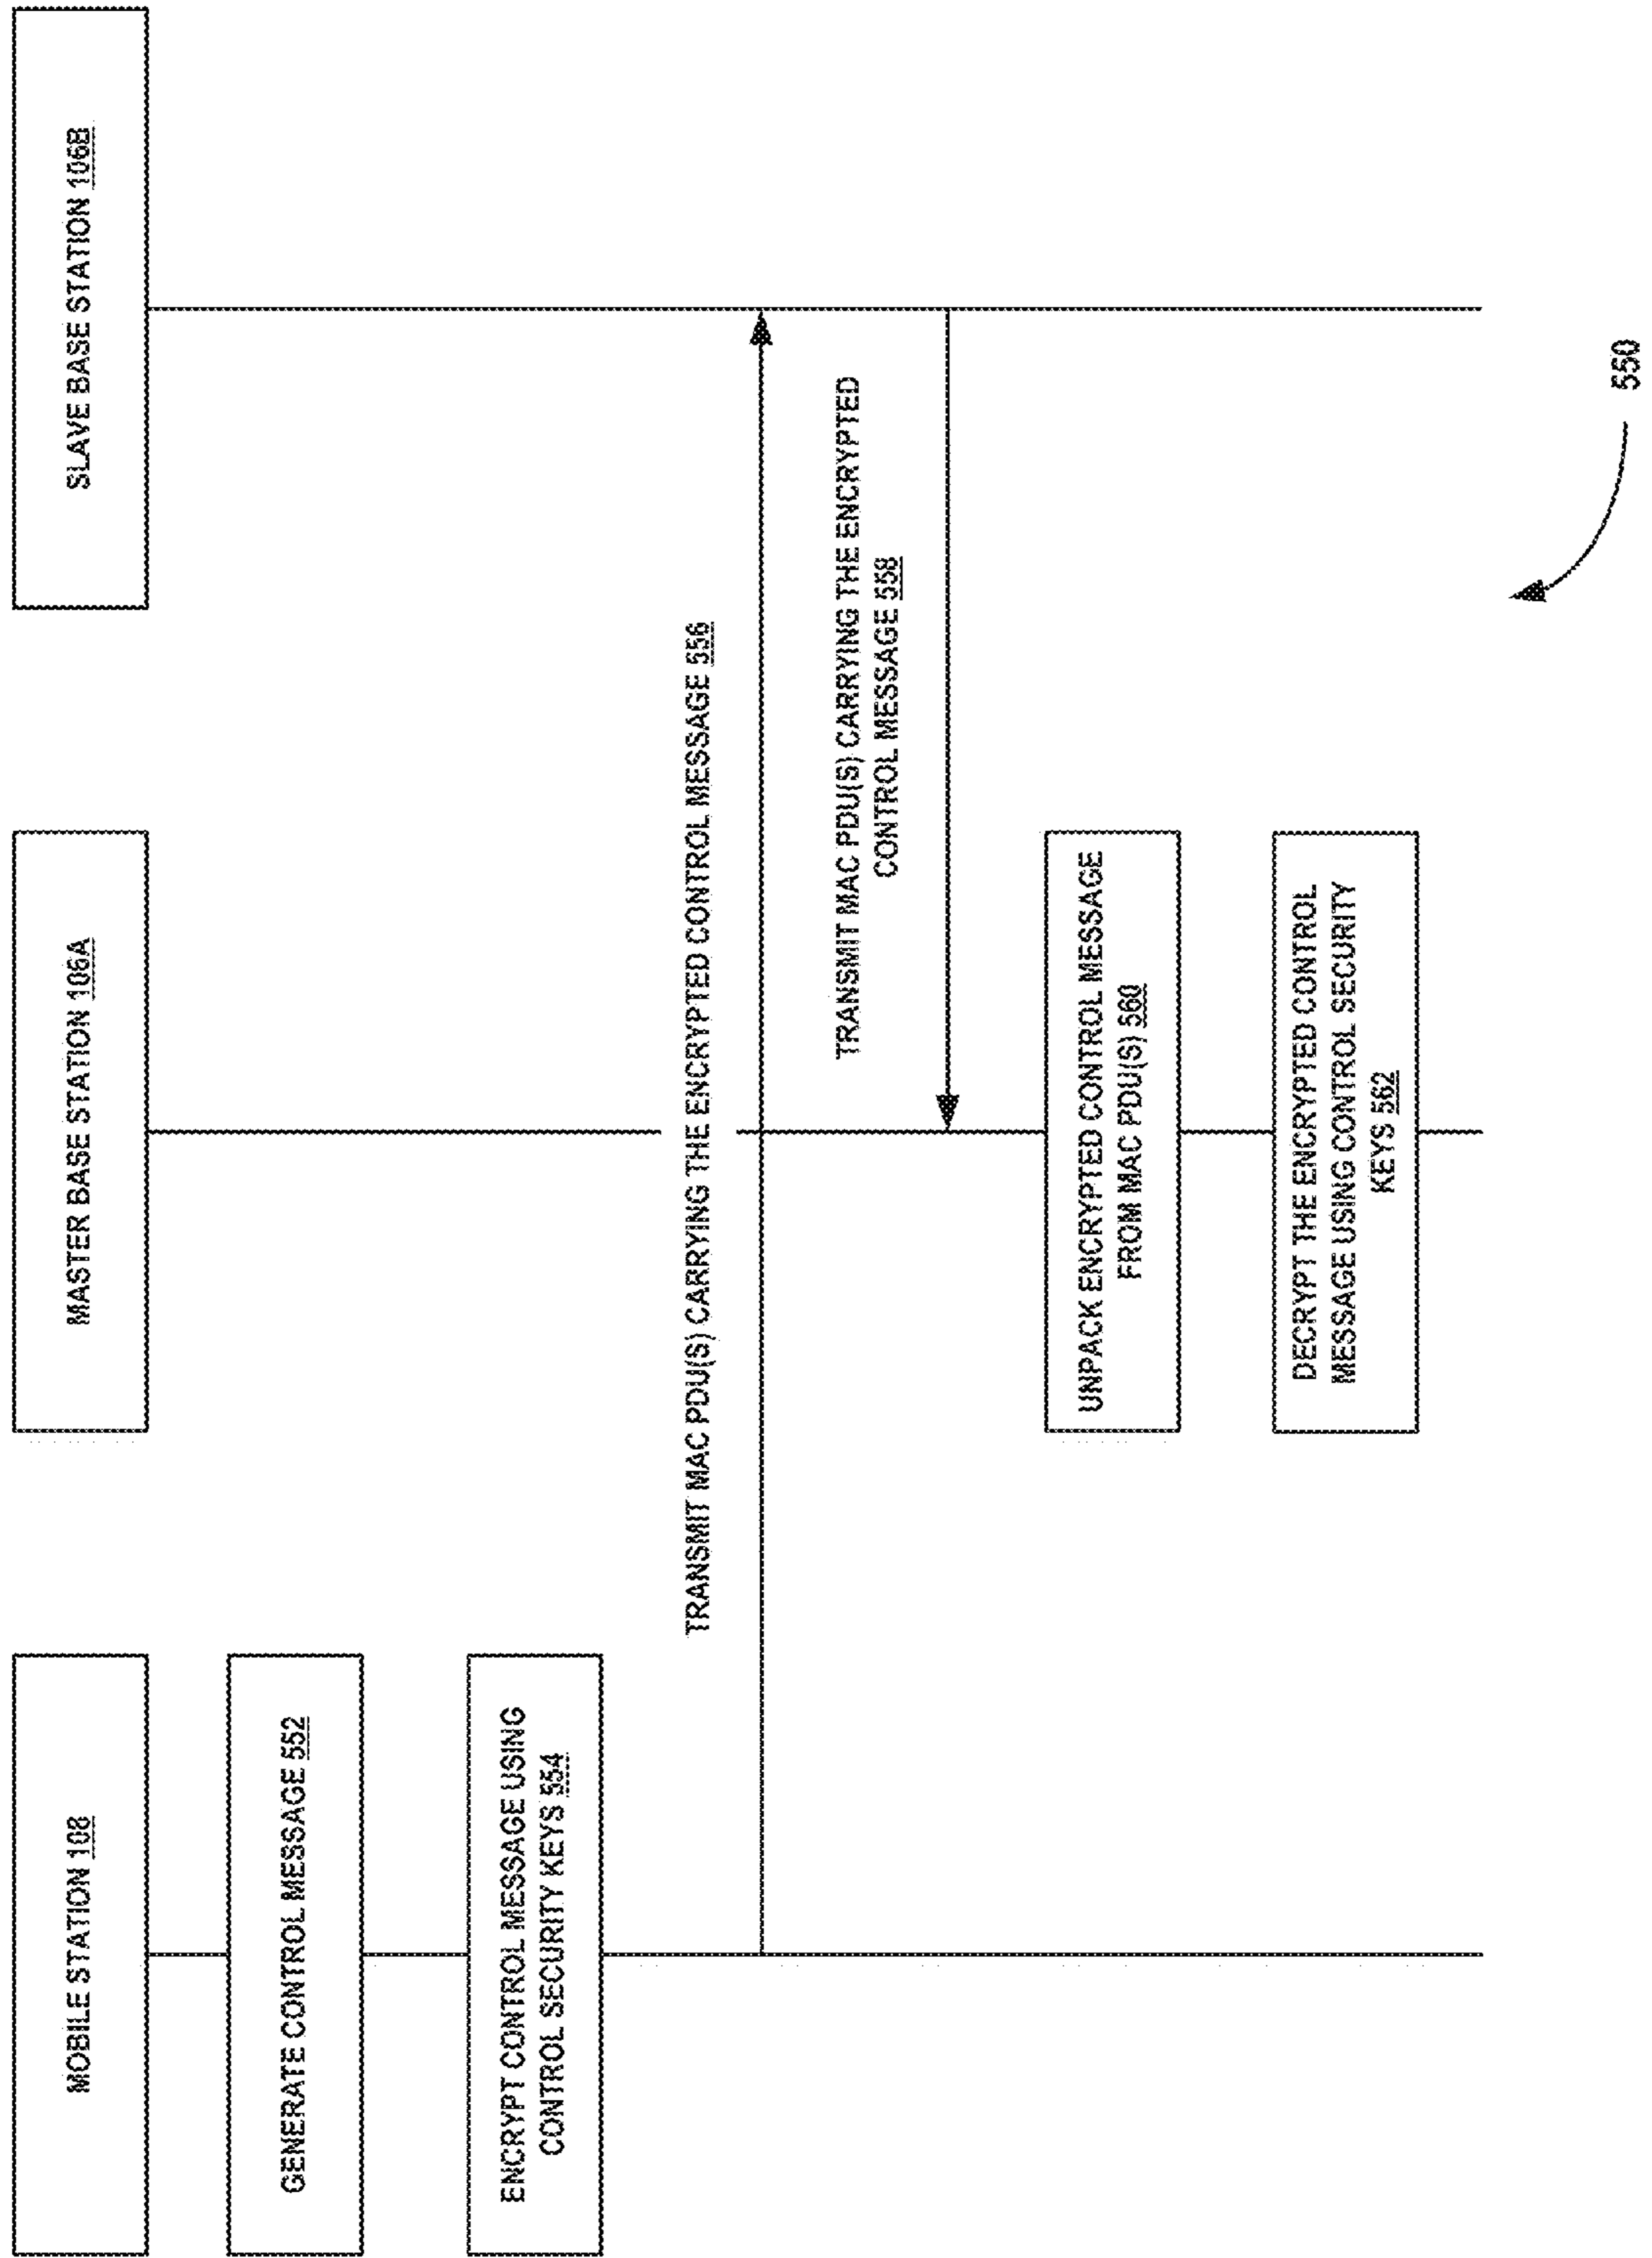 MOBILE STATION 108
MASTER BASE STATION 106A
SLAVE BASE STATION 106B
GENERATE CONTROL MESSAGE 552
ENCRYPT CONTROL MESSAGE USING
CONTROL SECURITY KEYS 554
TRANSMIT MAC PDU(S) CARRYING THE ENCRYPTED CONTROL MESSAGE 556
TRANSMIT MAC PDU(S) CARRYING THE ENCRYPTED
CONTROL MESSAGE 558
UNPACK ENCRYPTED CONTROL MESSAGE
FROM MAC PDU(S) 560
DECRYPT THE ENCRYPTED CONTROL
MESSAGE USING CONTROL SECURITY
KEYS 562
550